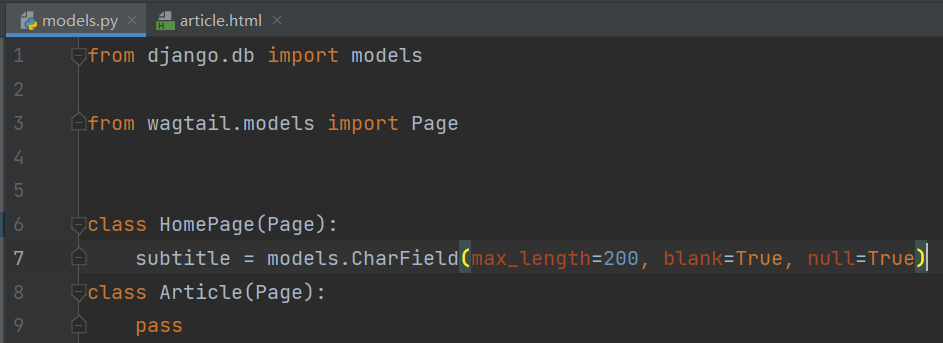 models.py article.html
1 from django.db import models
2
3 from wagtail.models import Page
4
5
6 class HomePage(Page):
7     subtitle = models.CharField(max_length=200, blank=True, null=True)
8 class Article(Page):
9     pass